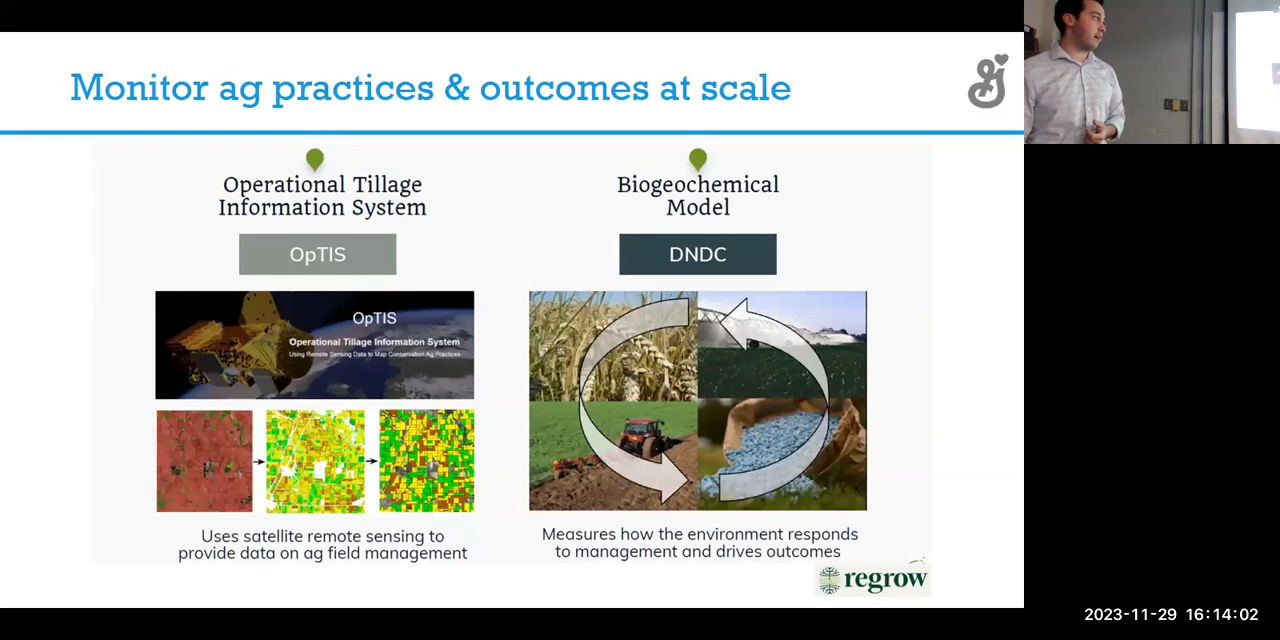 Monitor ag practices & outcomes at scale
Operational Tillage
Information System
OpTIS
OpTIS
Operational Tillage Information System
Using Remote Sensing Data to Map Conservation Ag Practices
Uses satellite remote sensing to
provide data on ag field management
Biogeochemical
Model
DNDC
Measures how the environment responds
to management and drives outcomes
regrow
2023-11-29 16:14:02